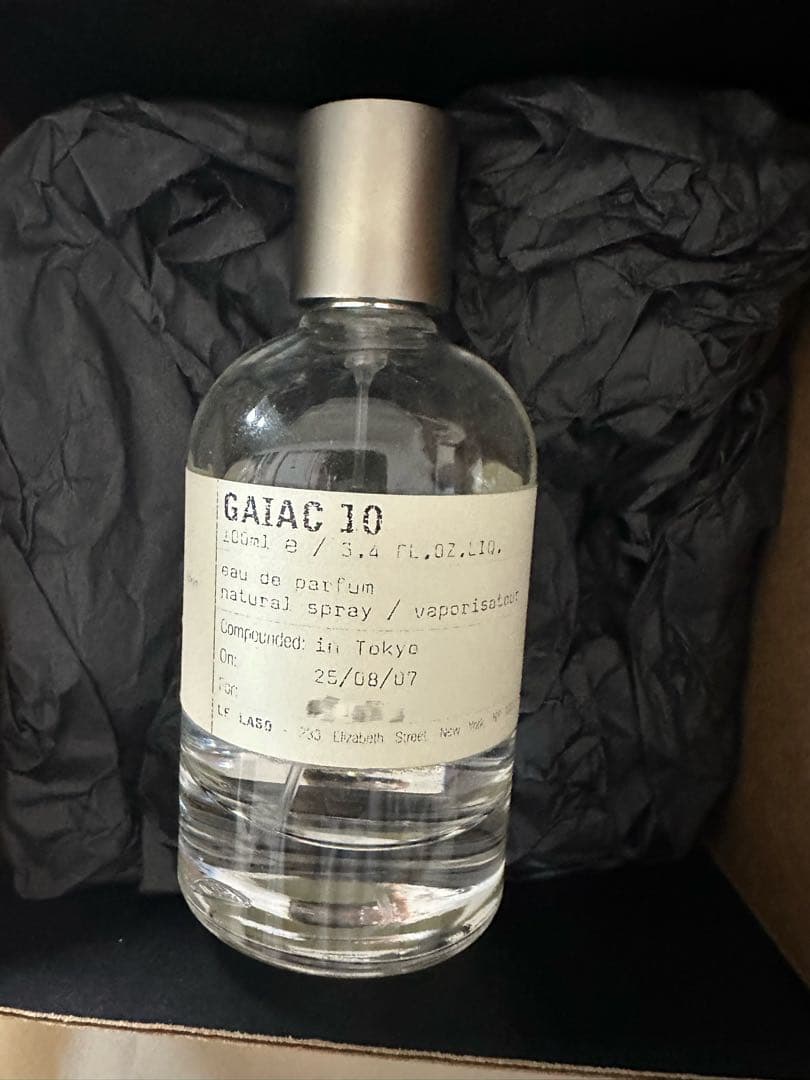 GAIAC 10
100ml e / 3.4 FL.OZ.LIQ.
eau de parfum
natural spray / vaporisateur
Compounded: in Tokyo
On: 25/08/07
For:
LE LABO - 233 Elizabeth Street, New York, NY